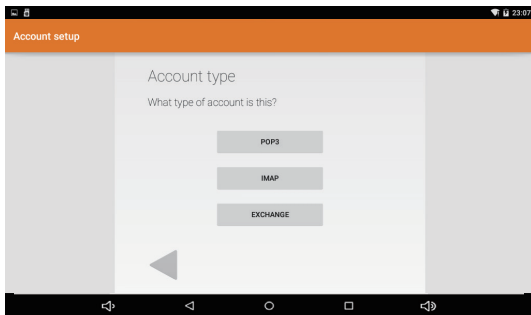 23:07
Account setup
Account type
What type of account is this?
POP3
IMAP
EXCHANGE